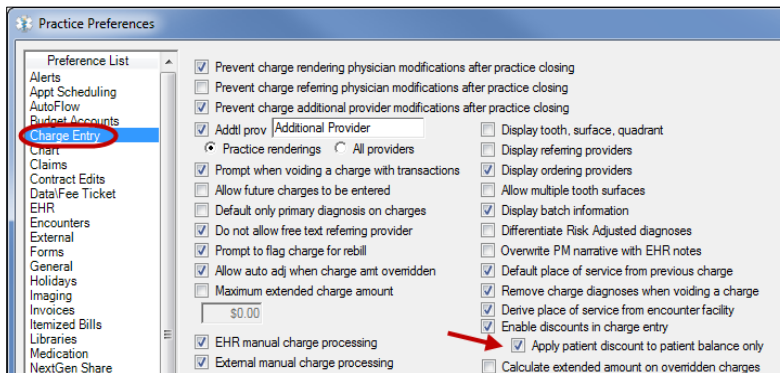 Practice Preferences
Preference List
Alerts
Appt Scheduling
AutoFlow
Budget Accounts
Charge Entry
Chart
Claims
Contract Edits
Data\Fee Ticket
EHR
Encounters
External
Forms
General
Holidays
Imaging
Invoices
Itemized Bills
Libraries
Medication
NextGen Share
Prevent charge rendering physician modifications after practice closing
Prevent charge referring physician modifications after practice closing
Prevent charge additional provider modifications after practice closing
Addtl prov Additional Provider
Practice renderings All providers
Prompt when voiding a charge with transactions
Allow future charges to be entered
Default only primary diagnosis on charges
Do not allow free text referring provider
Prompt to flag charge for rebill
Allow auto adj when charge amt overridden
Maximum extended charge amount
$0.00
EHR manual charge processing
External manual charge processing
Display tooth, surface, quadrant
Display referring providers
Display ordering providers
Allow multiple tooth surfaces
Display batch information
Differentiate Risk Adjusted diagnoses
Overwrite PM narrative with EHR notes
Default place of service from previous charge
Remove charge diagnoses when voiding a charge
Derive place of service from encounter facility
Enable discounts in charge entry
Apply patient discount to patient balance only
Calculate extended amount on overridden charges